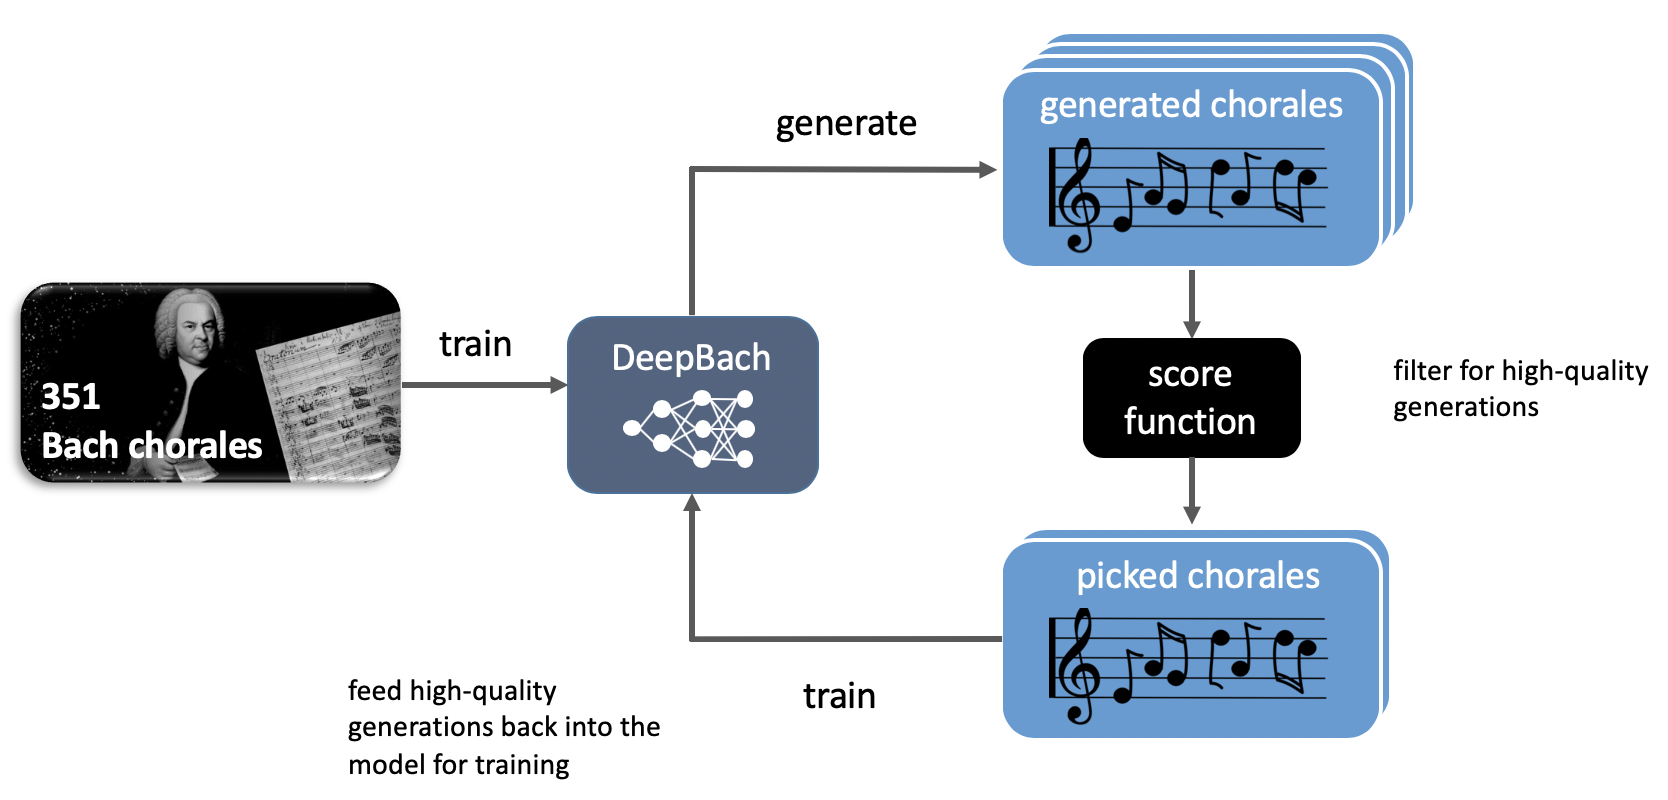 generated chorales
generate
train
351
Bach chorales
DeepBach
score
function
filter for high-quality
generations
picked chorales
train
feed high-quality
generations back into the
model for training